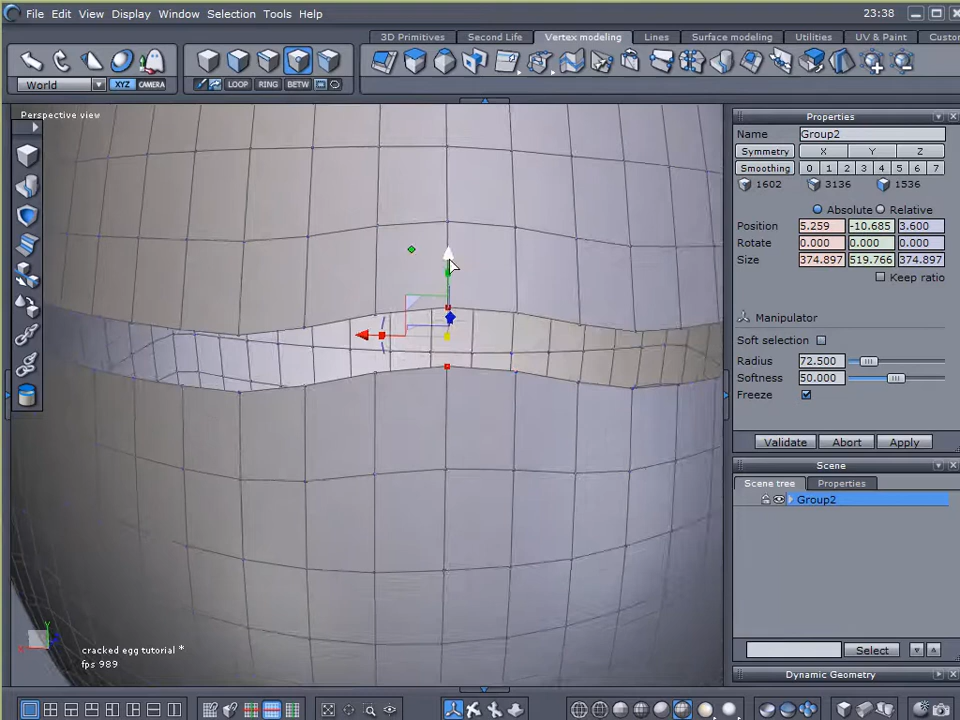 File Edit View Display Window Selection Tools Help 23:38
3D Primitives Second Life Vertex modeling Lines Surface modeling Utilities UV & Paint Custo
World XYZ CAMERA LOOP RING BETW
Perspective view
Properties
Name Group2
Symmetry X Y Z
Smoothing 0 1 2 3 4 5 6 7
1602 3136 1536
Absolute Relative
Position 5.259 -10.685 3.600
Rotate 0.000 0.000 0.000
Size 374.897 519.766 374.897
Keep ratio
Manipulator
Soft selection
Radius 72.500
Softness 50.000
Freeze
Validate Abort Apply
Scene
Scene tree Properties
Group2
Y
X
cracked egg tutorial *
fps 989
Select
Dynamic Geometry